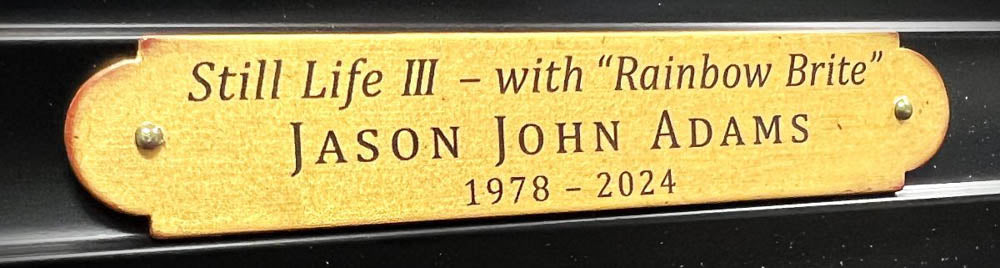 Still Life III – with “Rainbow Brite”
JASON JOHN ADAMS
1978 – 2024